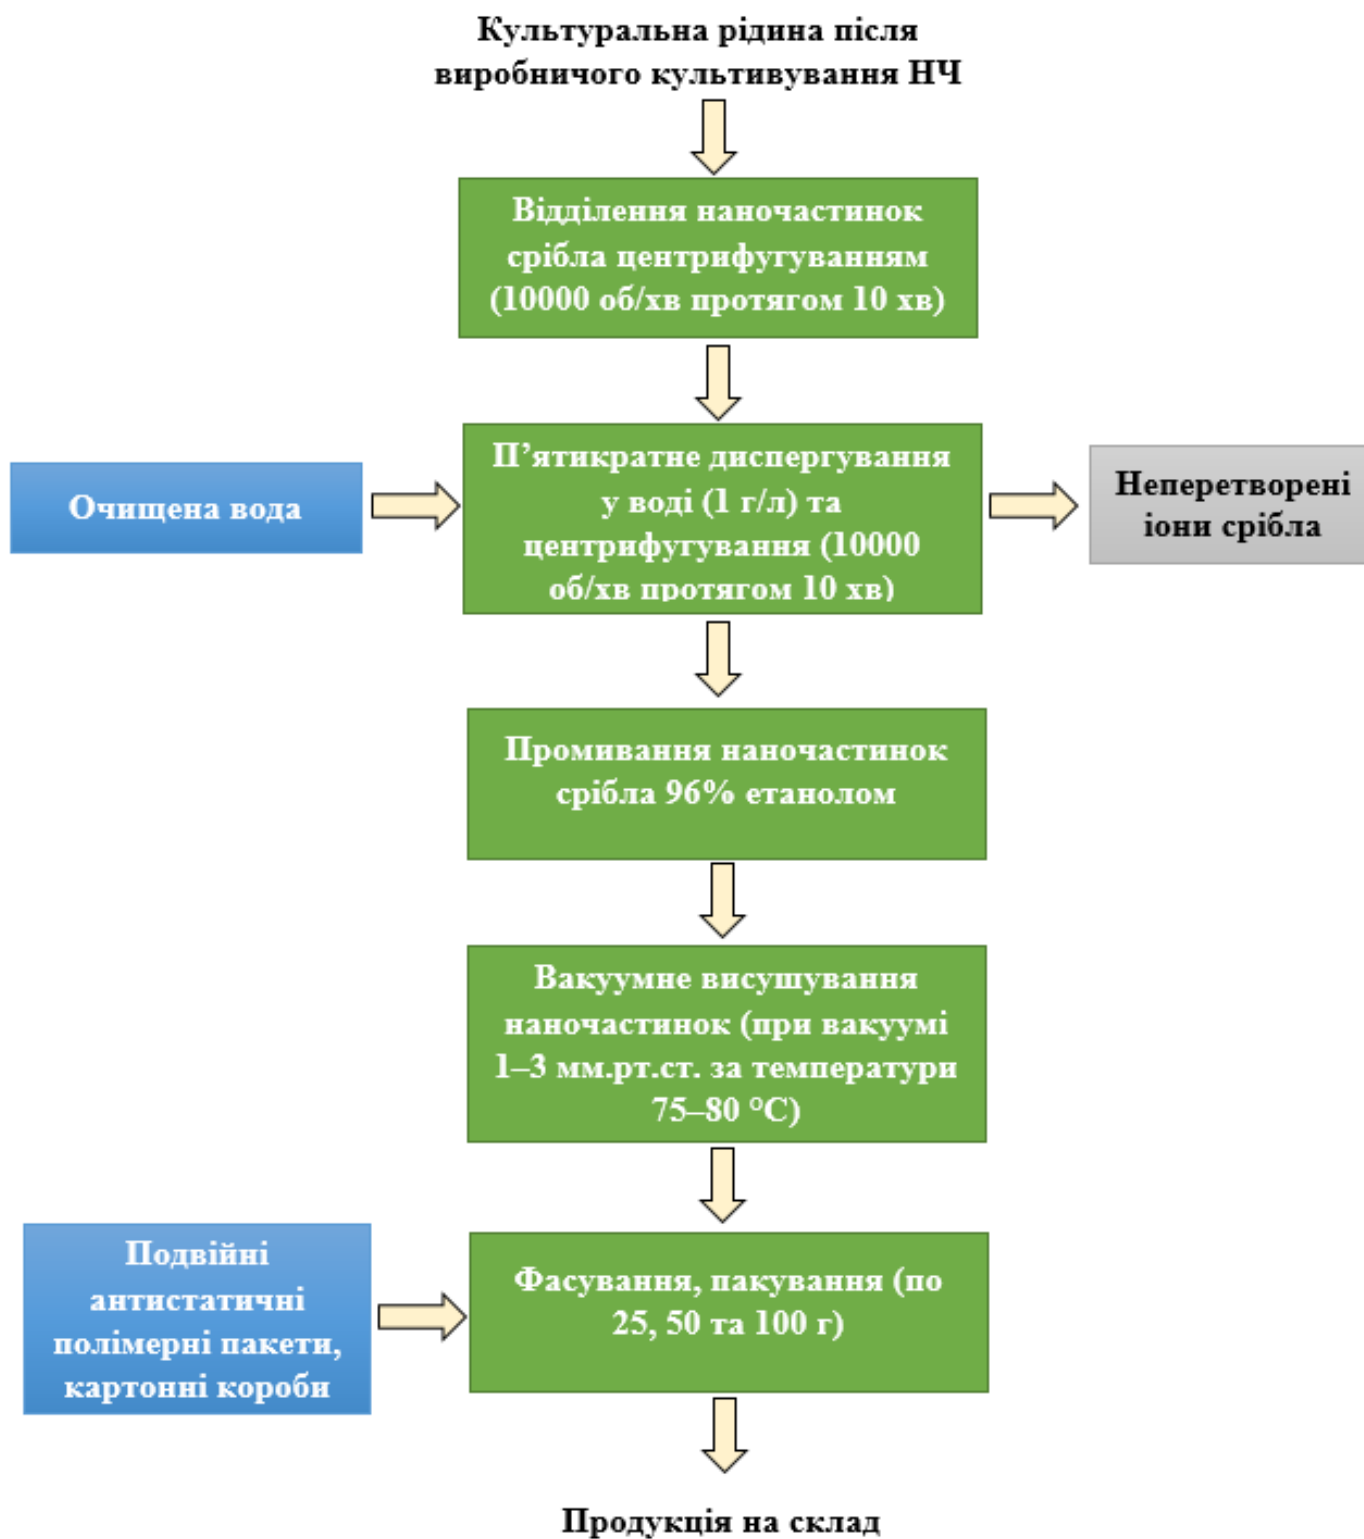 Культуральна рідина після
виробничого культивування НЧ
Відділення наночастинок
срібла центрифугуванням
(10000 об/хв протягом 10 хв)
Очищена вода
П’ятикратне диспергування
у воді (1 г/л) та
центрифугування (10000
об/хв протягом 10 хв)
Неперетворені
іони срібла
Промивання наночастинок
срібла 96% етанолом
Вакуумне висушування
наночастинок (при вакуумі
1–3 мм.рт.ст. за температури
75–80 °C)
Подвійні
антистатичні
полімерні пакети,
картонні короби
Фасування, пакування (по
25, 50 та 100 г)
Продукція на склад